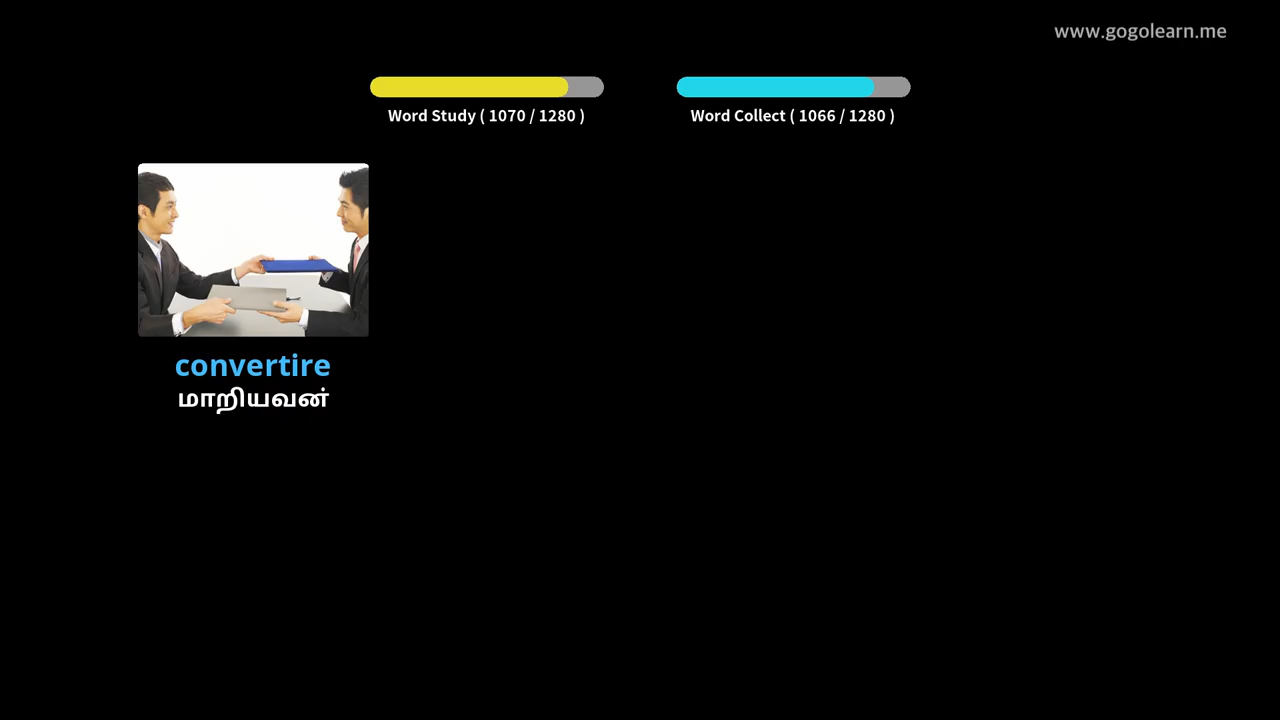 www.gogolearn.me
Word Study ( 1070 / 1280 )
Word Collect ( 1066 / 1280 )
convertire
மாறியவன்